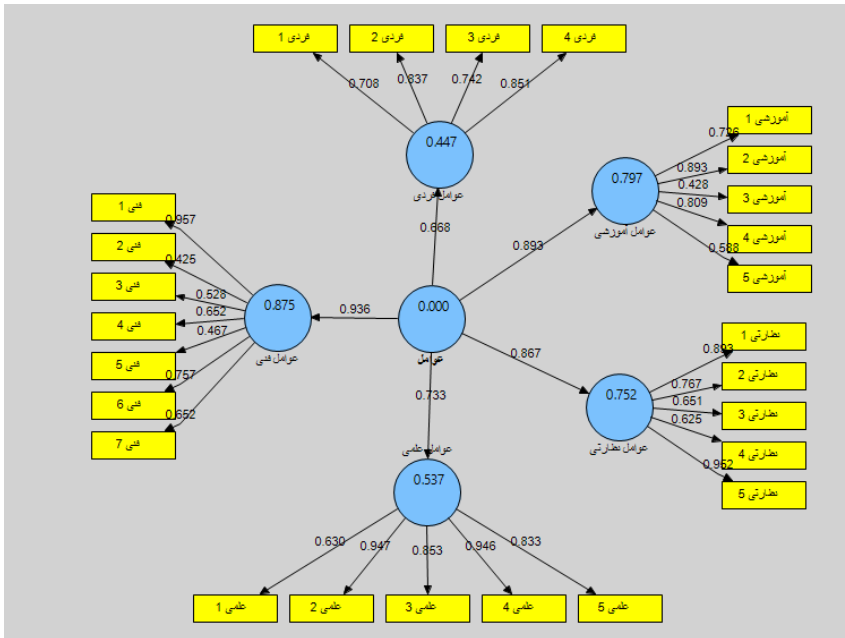 فردی 1
فردی 2
فردی 3
فردی 4
0.708
0.837
0.742
0.851
0.447
عوامل فردی
0.668
آموزشی 1
آموزشی 2
آموزشی 3
آموزشی 4
آموزشی 5
0.726
0.893
0.428
0.809
0.588
0.797
عوامل آموزشی
0.893
فنی 1
فنی 2
فنی 3
فنی 4
فنی 5
فنی 6
فنی 7
0.957
0.425
0.528
0.652
0.467
0.757
0.652
0.875
عوامل فنی
0.936
0.000
عوامل
0.867
نظارتی 1
نظارتی 2
نظارتی 3
نظارتی 4
نظارتی 5
0.893
0.767
0.651
0.625
0.952
0.752
عوامل نظارتی
0.733
عوامل علمی
0.537
0.630
0.947
0.853
0.946
0.833
علمی 1
علمی 2
علمی 3
علمی 4
علمی 5